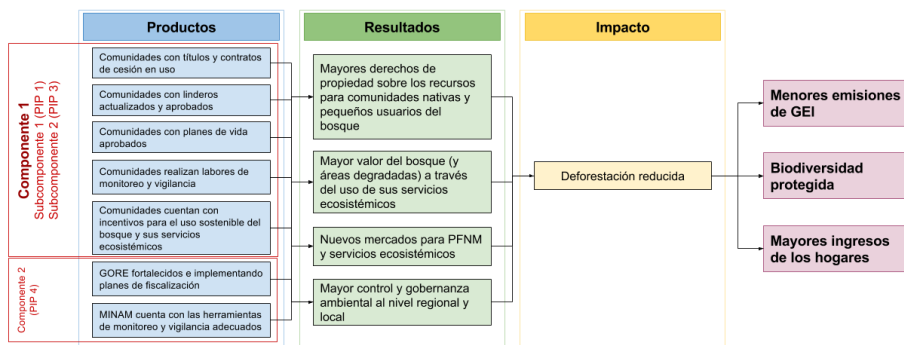 Productos
Resultados
Impacto
Componente 1
Subcomponente 1 (PIP 1)
Subcomponente 2 (PIP 3)
Comunidades con títulos y contratos
de cesión en uso
Comunidades con linderos
actualizados y aprobados
Comunidades con planes de vida
aprobados
Comunidades realizan labores de
monitoreo y vigilancia
Comunidades cuentan con
incentivos para el uso sostenible del
bosque y sus servicios
ecosistémicos
Componente 2
(PIP 4)
GORE fortalecidos e implementando
planes de fiscalización
MINAM cuenta con las herramientas
de monitoreo y vigilancia adecuados
Mayores derechos de
propiedad sobre los recursos
para comunidades nativas y
pequeños usuarios del
bosque
Mayor valor del bosque (y
áreas degradadas) a través
del uso de sus servicios
ecosistémicos
Nuevos mercados para PFNM
y servicios ecosistémicos
Mayor control y gobernanza
ambiental al nivel regional y
local
Deforestación reducida
Menores emisiones
de GEI
Biodiversidad
protegida
Mayores ingresos
de los hogares